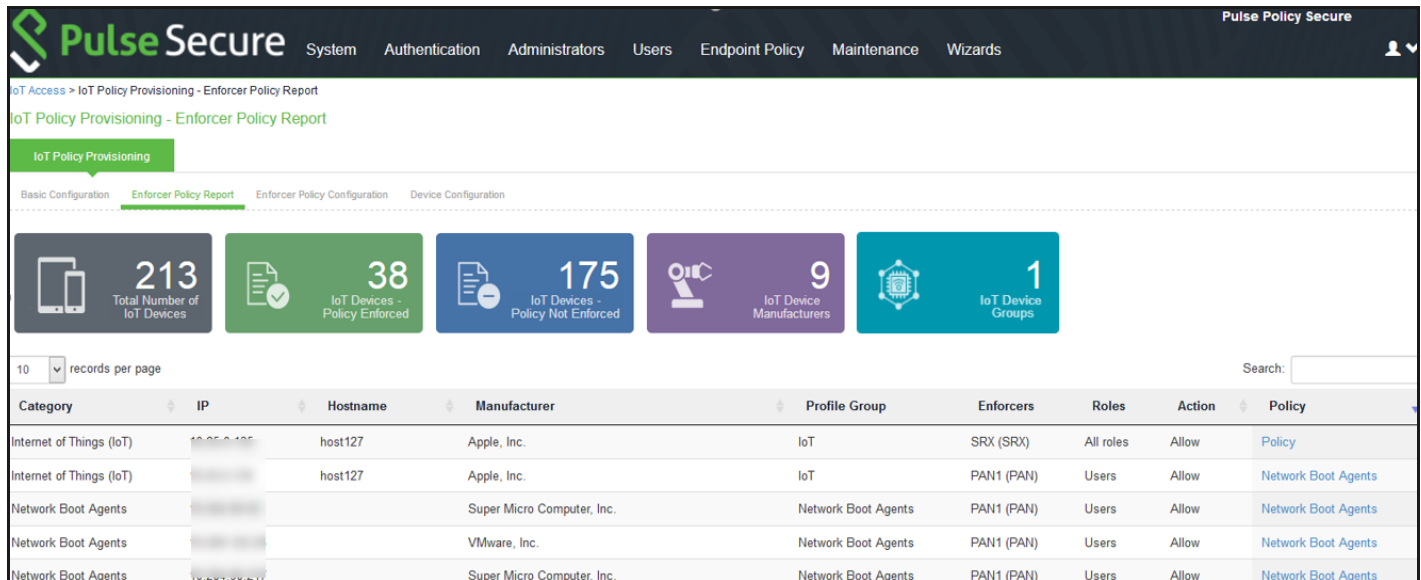 Pulse Policy Secure
Pulse Secure System Authentication Administrators Users Endpoint Policy Maintenance Wizards
IoT Access > IoT Policy Provisioning - Enforcer Policy Report
IoT Policy Provisioning - Enforcer Policy Report
IoT Policy Provisioning
Basic Configuration Enforcer Policy Report Enforcer Policy Configuration Device Configuration
213
Total Number of
IoT Devices
38
IoT Devices -
Policy Enforced
175
IoT Devices -
Policy Not Enforced
9
IoT Device
Manufacturers
1
IoT Device
Groups
10 records per page Search:
Category IP Hostname Manufacturer Profile Group Enforcers Roles Action Policy
Internet of Things (IoT) host127 Apple, Inc. IoT SRX (SRX) All roles Allow Policy
Internet of Things (IoT) host127 Apple, Inc. IoT PAN1 (PAN) Users Allow Network Boot Agents
Network Boot Agents Super Micro Computer, Inc. Network Boot Agents PAN1 (PAN) Users Allow Network Boot Agents
Network Boot Agents VMware, Inc. Network Boot Agents PAN1 (PAN) Users Allow Network Boot Agents
Network Boot Agents Super Micro Computer, Inc. Network Boot Agents PAN1 (PAN) Users Allow Network Boot Agents